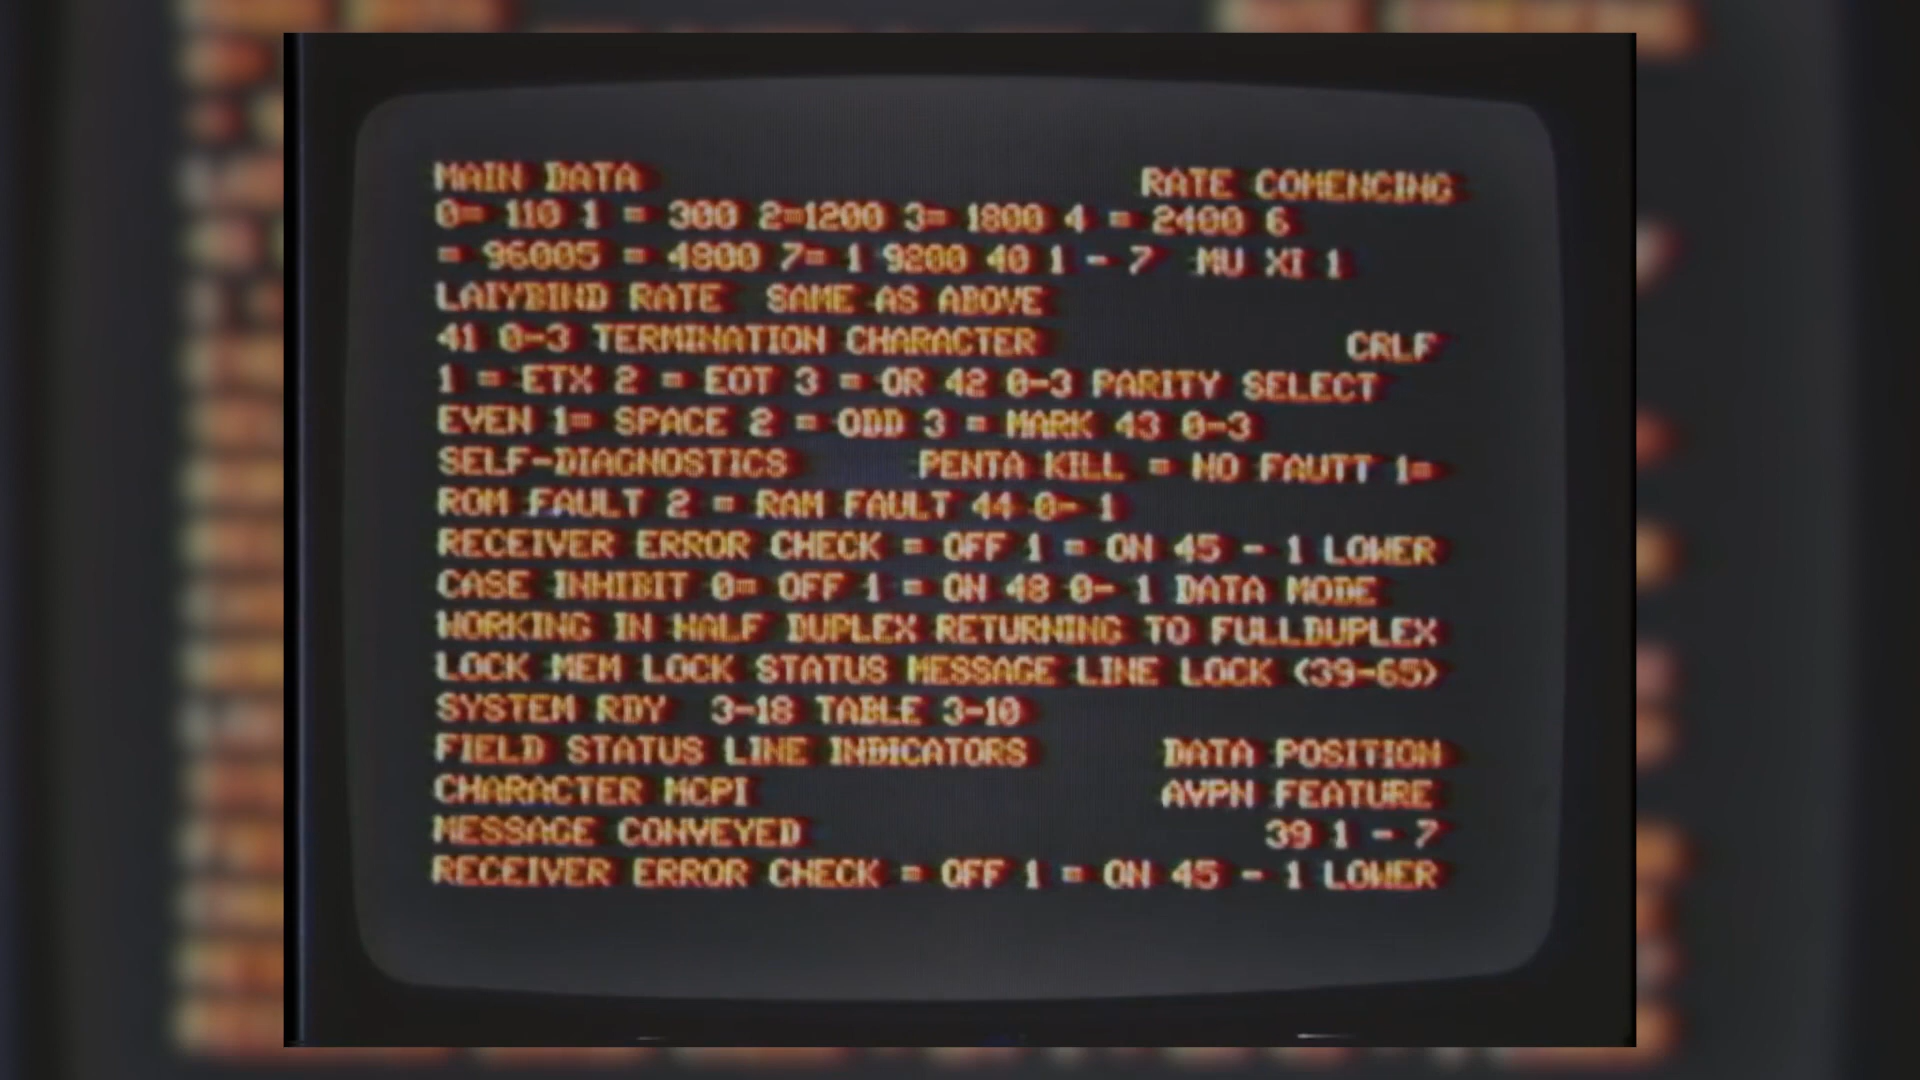 MAIN DATA RATE COMENCING
0= 110 1 = 300 2=1200 3= 1800 4 = 2400 6
= 96005 = 4800 7= 1 9200 40 1 - 7 MU XI 1
LAIYBIND RATE SAME AS ABOVE
41 0-3 TERMINATION CHARACTER CRLF
1 = ETX 2 = EOT 3 = OR 42 0-3 PARITY SELECT
EVEN 1= SPACE 2 = ODD 3 = MARK 43 0-3
SELF-DIAGNOSTICS PENTA KILL = NO FAUTT 1=
ROM FAULT 2 = RAM FAULT 44 0- 1
RECEIVER ERROR CHECK = OFF 1 = ON 45 - 1 LOWER
CASE INHIBIT 0= OFF 1 = ON 48 0- 1 DATA MODE
WORKING IN HALF DUPLEX RETURNING TO FULLDUPLEX
LOCK MEM LOCK STATUS MESSAGE LINE LOCK (39-65)
SYSTEM RDY 3-18 TABLE 3-10
FIELD STATUS LINE INDICATORS DATA POSITION
CHARACTER MCPI AVPN FEATURE
MESSAGE CONVEYED 39 1 - 7
RECEIVER ERROR CHECK = OFF 1 = ON 45 - 1 LOWER